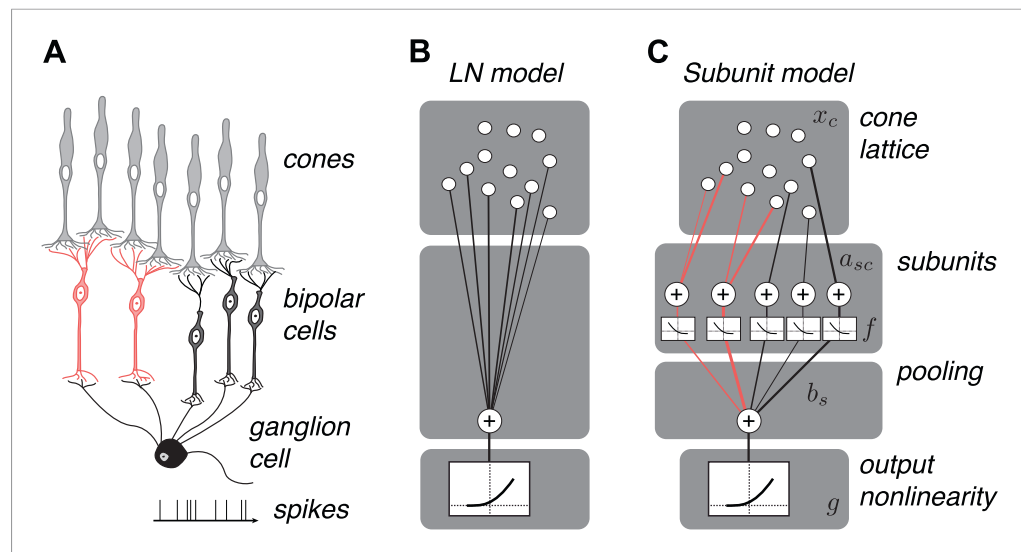 A
cones
bipolar
cells
ganglion
cell
spikes
B
LN model
+
C
Subunit model
x_c
cone
lattice
a_sc
subunits
+ + + + +
f
pooling
b_s
+
output
nonlinearity
g